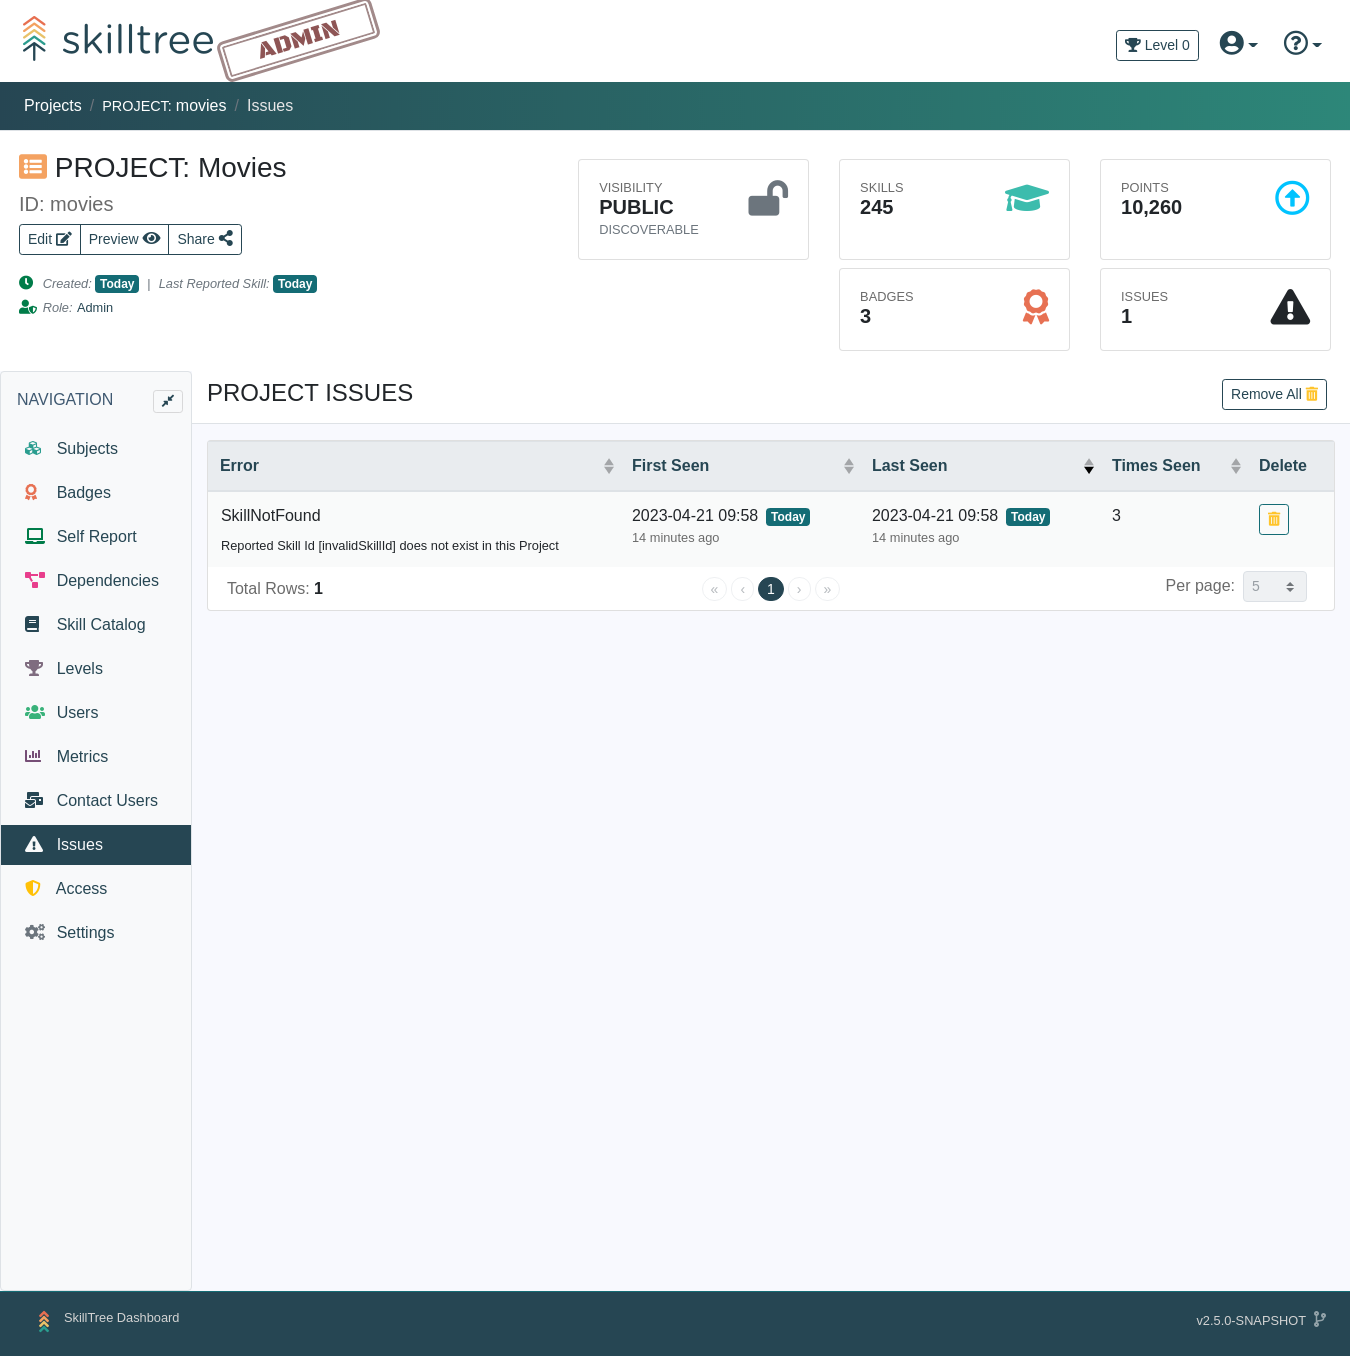 skilltree
ADMIN
Level 0
Projects / PROJECT: movies / Issues
PROJECT: Movies
ID: movies
Edit Preview Share
Created: Today | Last Reported Skill: Today
Role: Admin
VISIBILITY
PUBLIC
DISCOVERABLE
SKILLS
245
POINTS
10,260
BADGES
3
ISSUES
1
NAVIGATION
Subjects
Badges
Self Report
Dependencies
Skill Catalog
Levels
Users
Metrics
Contact Users
Issues
Access
Settings
PROJECT ISSUES
Remove All
Error First Seen Last Seen Times Seen Delete
SkillNotFound 2023-04-21 09:58 Today 2023-04-21 09:58 Today 3
14 minutes ago 14 minutes ago
Reported Skill Id [invalidSkillId] does not exist in this Project
Total Rows: 1 « ‹ 1 › » Per page: 5
SkillTree Dashboard
v2.5.0-SNAPSHOT